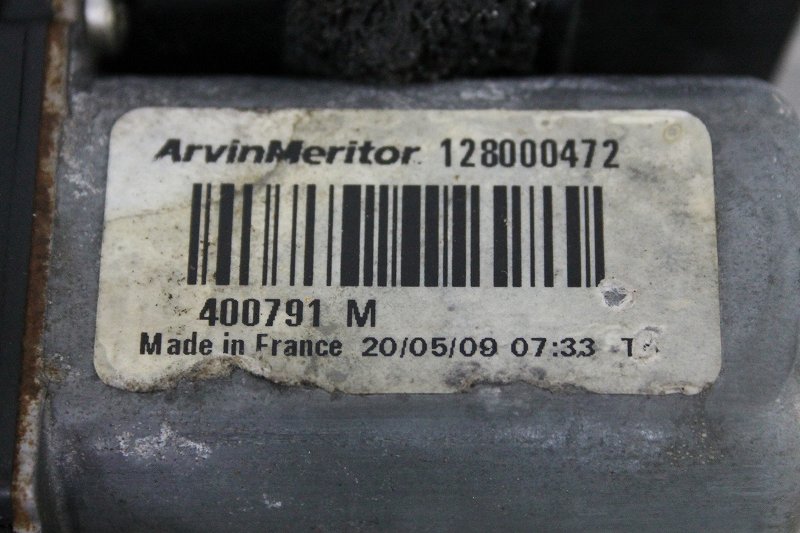 ArvinMeritor 128000472
400791 M
Made in France 20/05/09 07:33